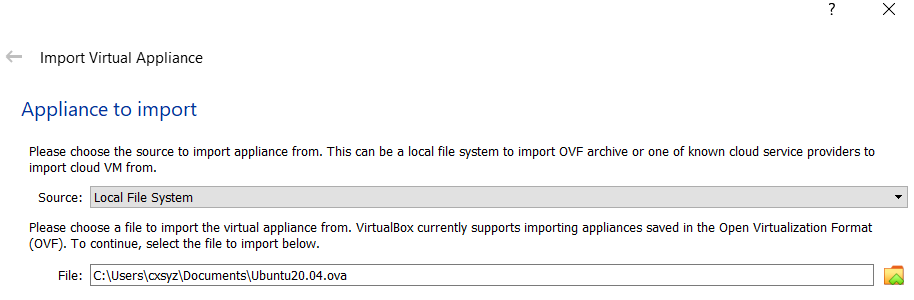 ?
Import Virtual Appliance
Appliance to import
Please choose the source to import appliance from. This can be a local file system to import OVF archive or one of known cloud service providers to
import cloud VM from.
Source: Local File System
Please choose a file to import the virtual appliance from. VirtualBox currently supports importing appliances saved in the Open Virtualization Format
(OVF). To continue, select the file to import below.
File: C:\Users\cxsyz\Documents\Ubuntu20.04.ova